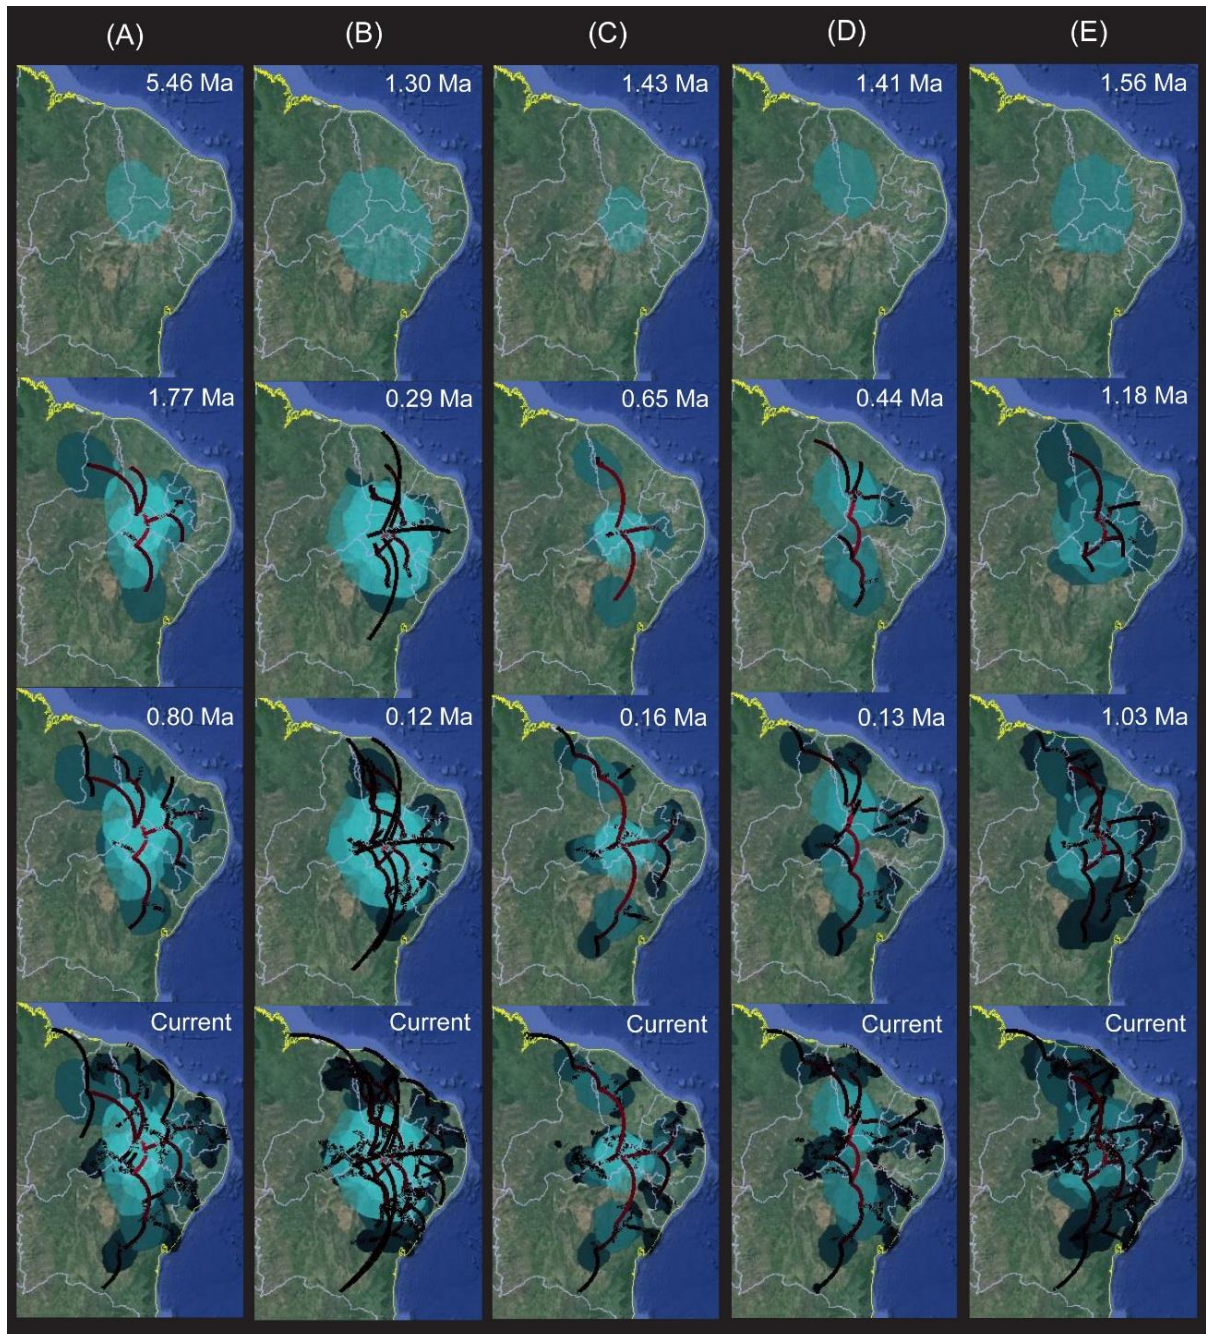 (A) (B) (C) (D) (E)
5.46 Ma 1.30 Ma 1.43 Ma 1.41 Ma 1.56 Ma
1.77 Ma 0.29 Ma 0.65 Ma 0.44 Ma 1.18 Ma
0.80 Ma 0.12 Ma 0.16 Ma 0.13 Ma 1.03 Ma
Current Current Current Current Current